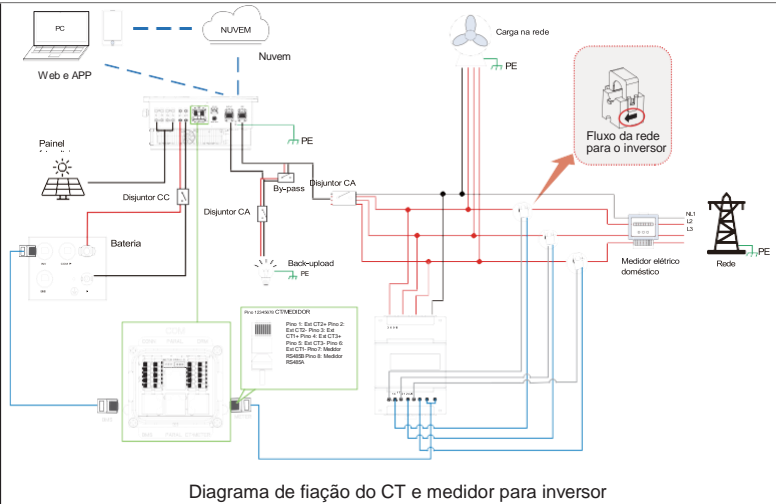 PC
NUVEM
Nuvem
Web e APP
Carga na rede
PE
Fluxo da rede
para o inversor
PE
Painel
Disjuntor CC
By-pass
Disjuntor CA
Disjuntor CA
NL1
L2
L3
Medidor elétrico
doméstico
PE
Rede
Bateria
Back-upload
PE
Pino 12345678 CT/MEDIDOR
Pino 1: Ext CT2+ Pino 2:
Ext CT2- Pino 3: Ext
CT1+ Pino 4: Ext CT3+
Pino 5: Ext CT3- Pino 6:
Ext CT1- Pino 7: Medidor
RS485B Pino 8: Medidor
RS485A
COM
Diagrama de fiação do CT e medidor para inversor